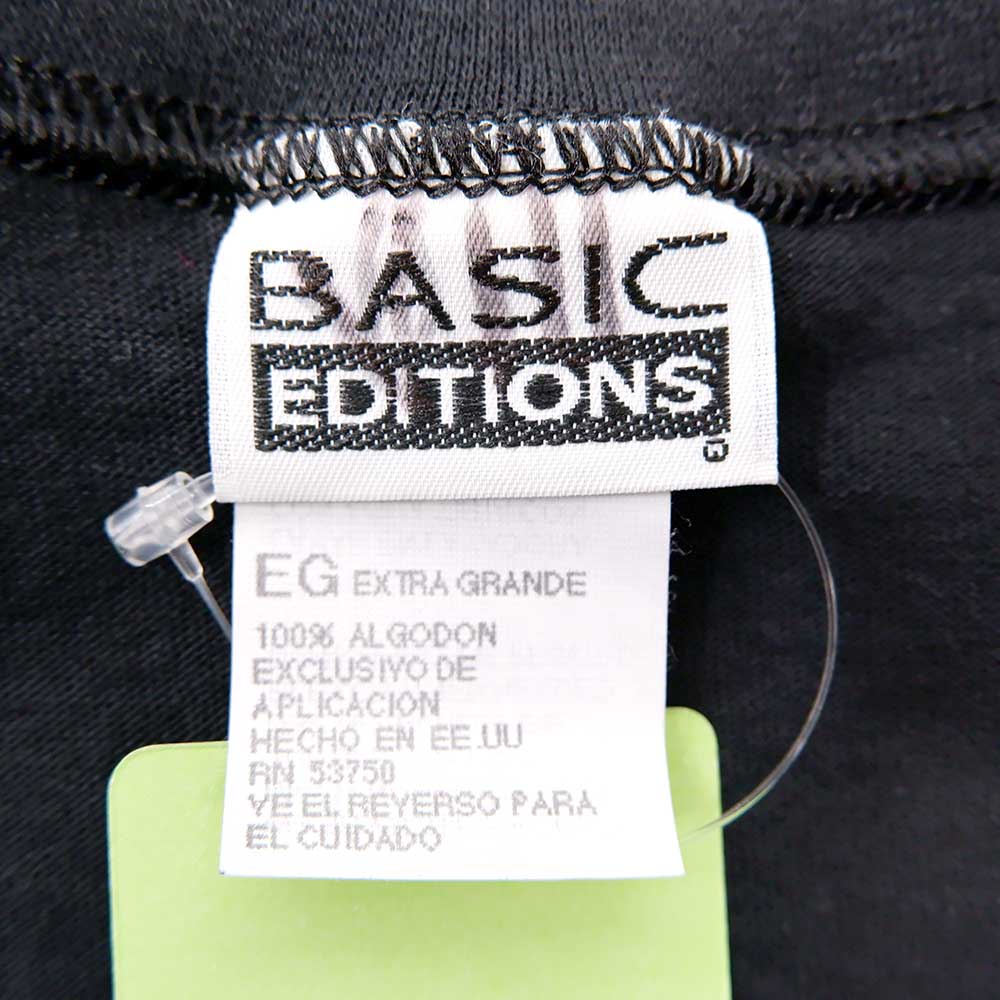 BASIC
EDITIONS
EG EXTRA GRANDE
100% ALGODON
EXCLUSIVO DE
APLICACION
HECHO EN EE.UU
RN 53750
VE EL REVERSO PARA
EL CUIDADO